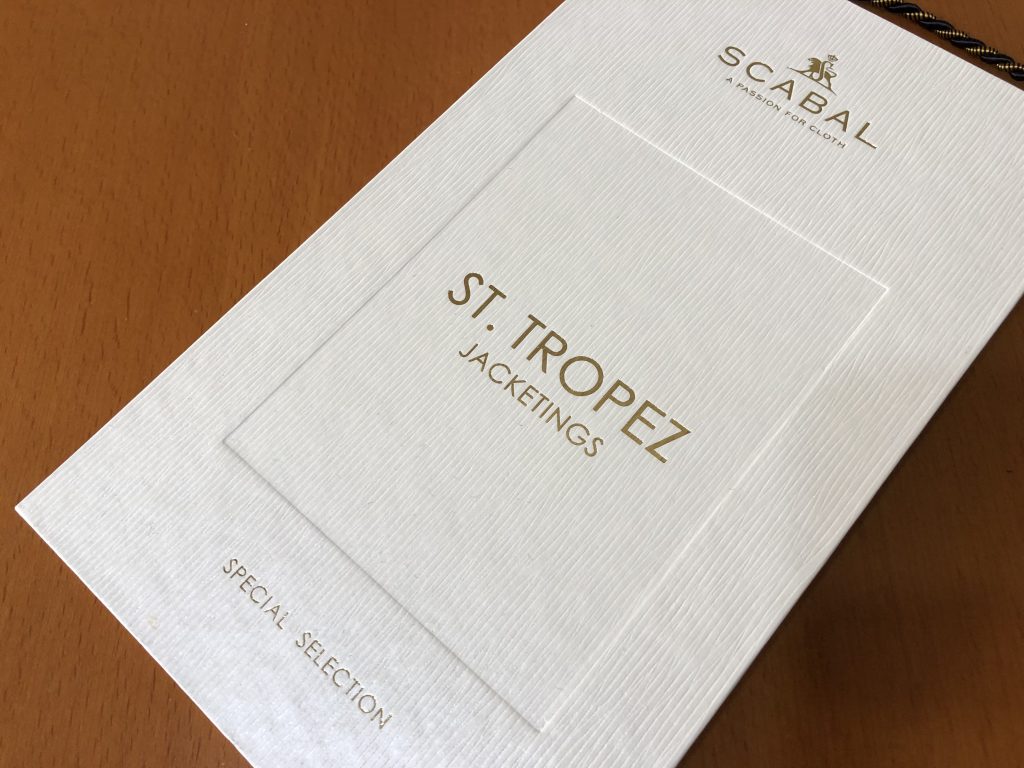 SCABAL
A PASSION FOR CLOTH
ST. TROPEZ
JACKETINGS
SPECIAL SELECTION